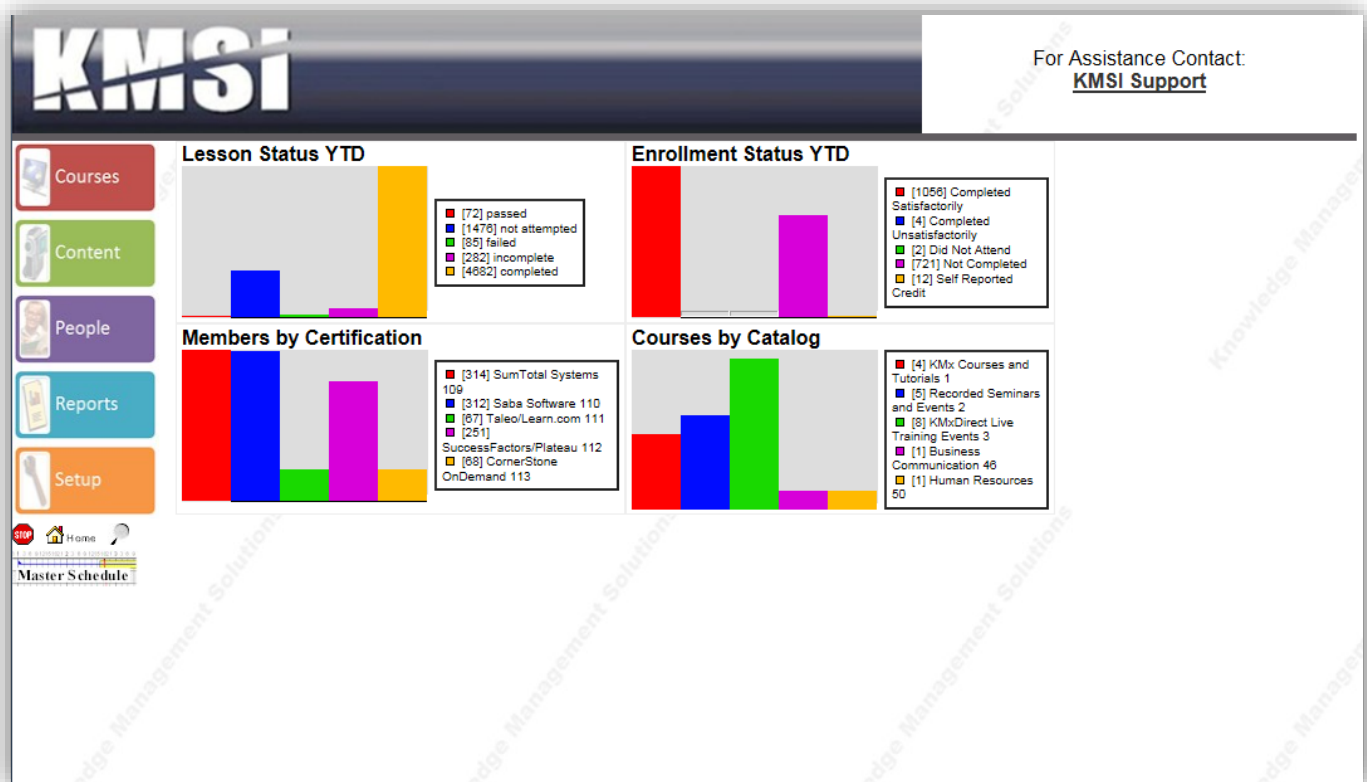 KMSi
For Assistance Contact:
KMSI Support
Courses
Content
People
Reports
Setup
STOP
Home
Master Schedule
Lesson Status YTD
[72] passed
[1476] not attempted
[85] failed
[282] incomplete
[4682] completed
Enrollment Status YTD
[1056] Completed
Satisfactorily
[4] Completed
Unsatisfactorily
[2] Did Not Attend
[721] Not Completed
[12] Self Reported
Credit
Members by Certification
[314] SumTotal Systems
109
[312] Saba Software 110
[67] Taleo/Learn.com 111
[251]
SuccessFactors/Plateau 112
[68] CornerStone
OnDemand 113
Courses by Catalog
[4] KMx Courses and
Tutorials 1
[5] Recorded Seminars
and Events 2
[8] KMxDirect Live
Training Events 3
[1] Business
Communication 46
[1] Human Resources
50
Knowledge Management Solutions